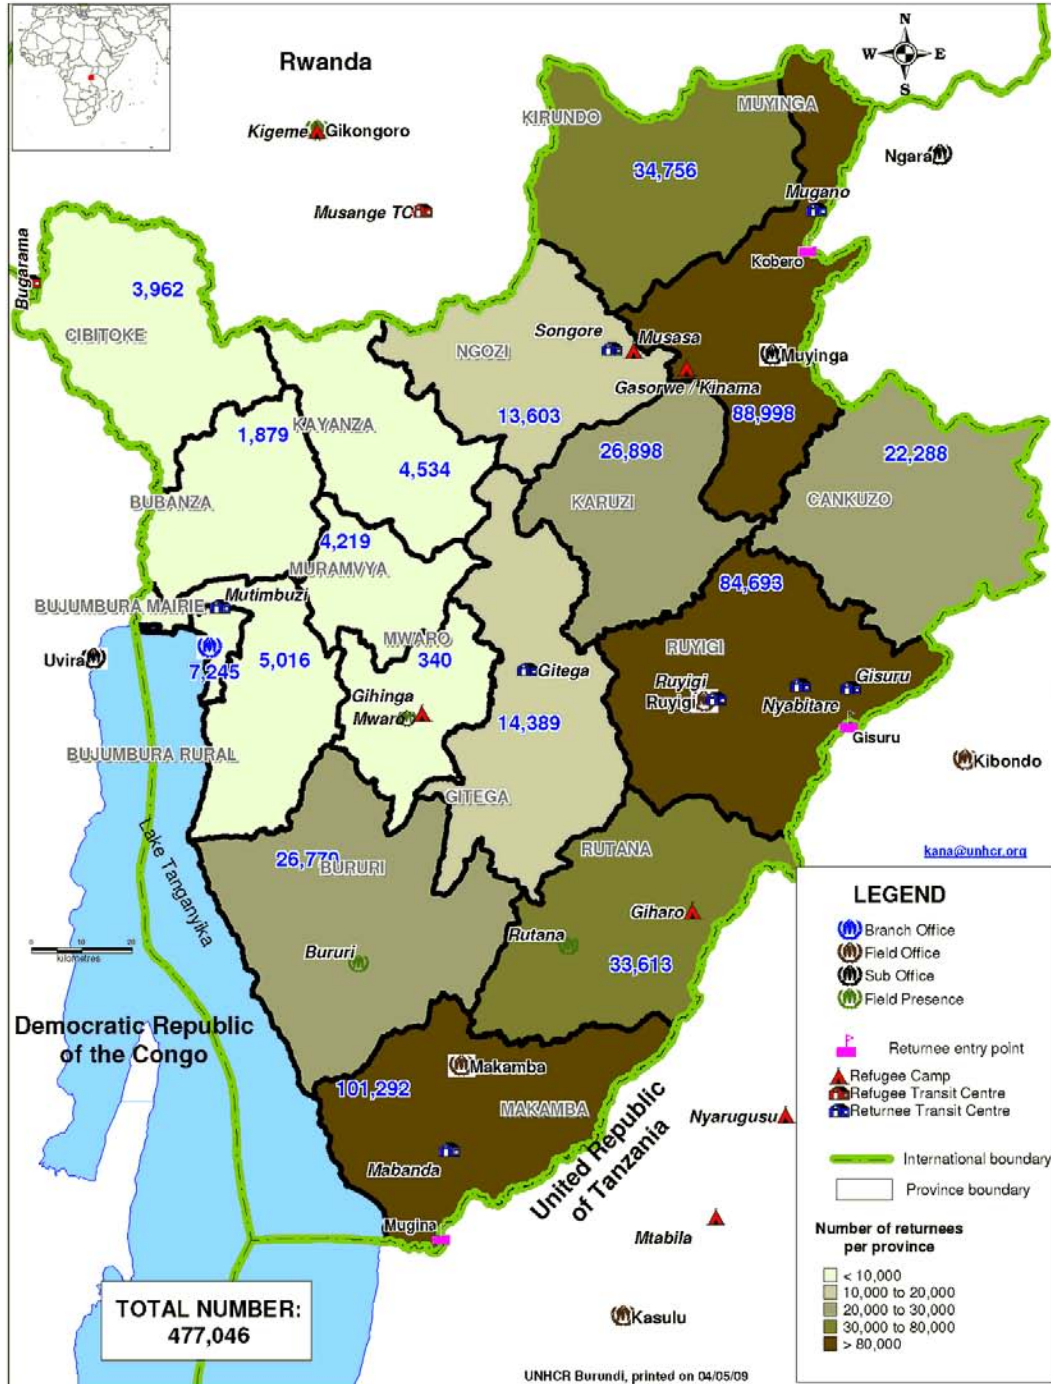 N
W E
S
Rwanda
MUYINGA
KIRUNDO
Kigeme Gikongoro
Ngara
34,756
Mugano
Musange TC
Kobero
Bugarama
3,962
CIBITOKE
Songore
Musasa
NGOZI
Muyinga
Gasorwe / Kinama
13,603
88,998
KAYANZA
1,879
26,898
22,288
4,534
KARUZI
CANKUZO
BUBANZA
4,219
MURAMVYA
84,693
Mutimbuzi
BUJUMBURA MAIRIE
MWARO
RUYIGI
Uvira
7,245
5,016
340
Gitega
Ruyigi
Gisuru
Gihinga
Ruyigi
Nyabitare
Mwaro
14,389
Gisuru
BUJUMBURA RURAL
Kibondo
GITEGA
Lake Tanganyika
26,770
BURURI
RUTANA
kana@unhcr.org
Giharo
Rutana
Bururi
33,613
0 10 20
kilometres
Democratic Republic
of the Congo
Makamba
101,292
MAKAMBA
United Republic
of Tanzania
Nyarugusu
Mabanda
Mugina
Mtabila
Kasulu
LEGEND
Branch Office
Field Office
Sub Office
Field Presence
Returnee entry point
Refugee Camp
Refugee Transit Centre
Returnee Transit Centre
International boundary
Province boundary
Number of returnees
per province
< 10,000
10,000 to 20,000
20,000 to 30,000
30,000 to 80,000
> 80,000
TOTAL NUMBER:
477,046
UNHCR Burundi, printed on 04/05/09